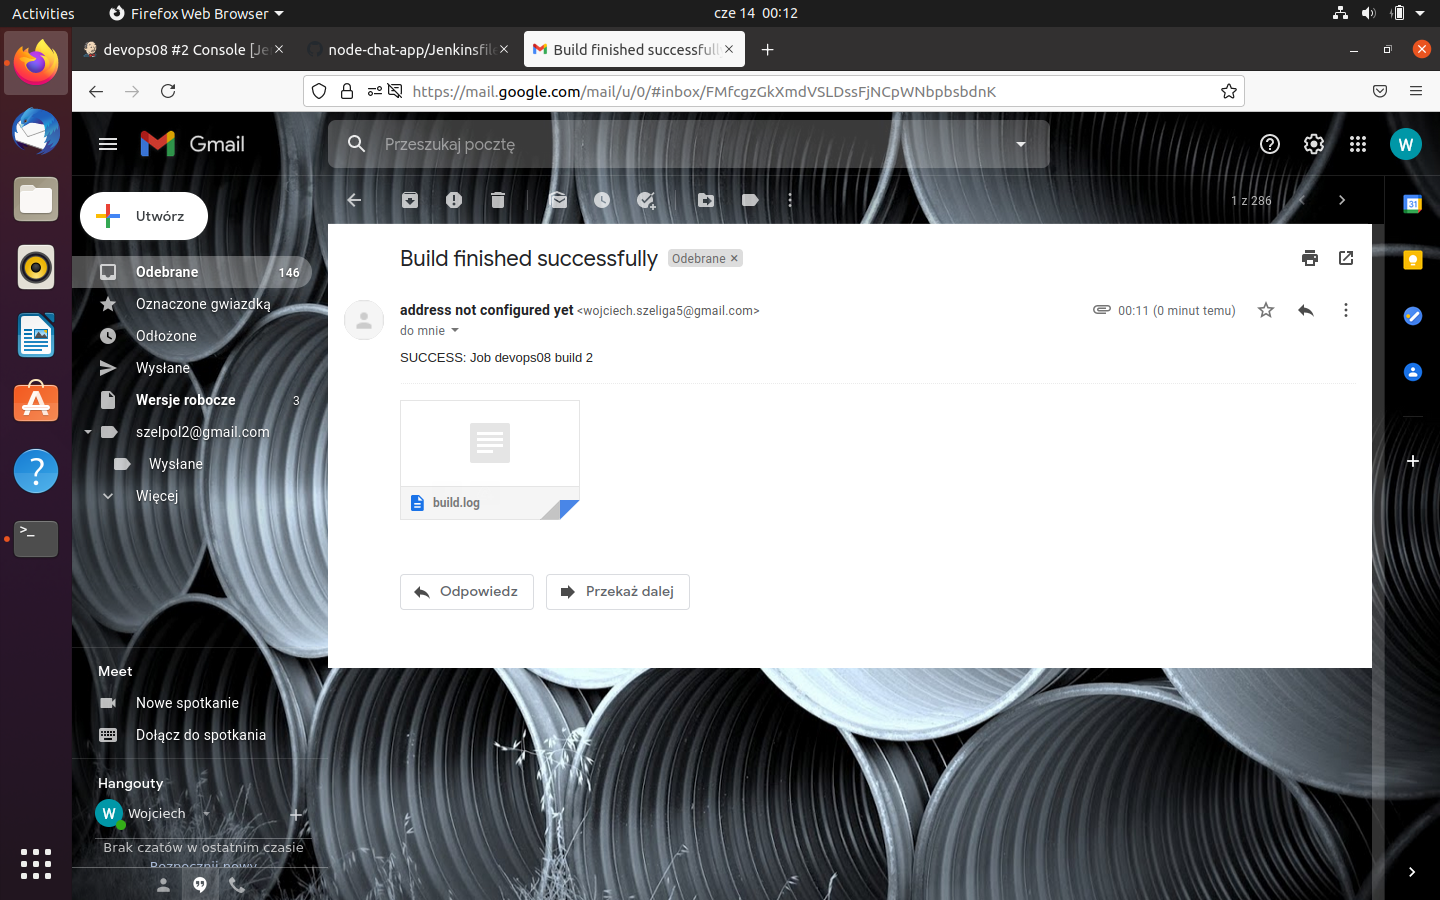 Activities
Firefox Web Browser
cze 14 00:12
devops08 #2 Console [Je
node-chat-app/Jenkinsfile
Build finished successfully
https://mail.google.com/mail/u/0/#inbox/FMfcgzGkXmdVSLDssFjNCpWNbpbsbdnK
Gmail
Przeszukaj pocztę
W
Utwórz
1 z 286
31
Odebrane
146
Oznaczone gwiazdką
Odłożone
Wysłane
Wersje robocze
3
szelpol2@gmail.com
Wysłane
Więcej
Build finished successfully
Odebrane ×
address not configured yet <wojciech.szeliga5@gmail.com>
00:11 (0 minut temu)
do mnie
SUCCESS: Job devops08 build 2
build.log
Odpowiedz
Przekaż dalej
Meet
Nowe spotkanie
Dołącz do spotkania
Hangouty
W
Wojciech
Brak czatów w ostatnim czasie
Rozpocznij nowy